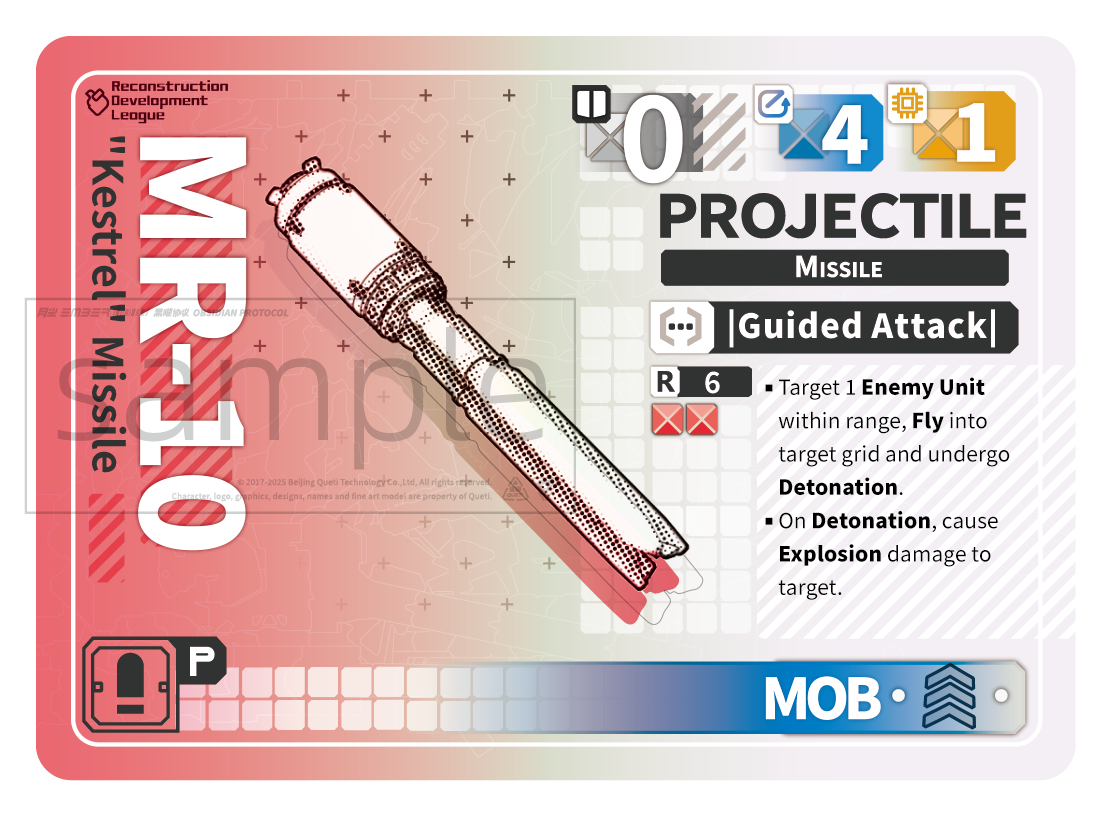 Reconstruction
Development
League
"Kestrel" Missile
MR-10
0
4
1
PROJECTILE
MISSILE
|Guided Attack|
R 6
▪ Target 1 Enemy Unit
within range, Fly into
target grid and undergo
Detonation.
▪ On Detonation, cause
Explosion damage to
target.
OBSIDIAN PROTOCOL
sample
© 2017-2025 Beijing Queti Technology Co.,Ltd. All rights reserved.
Character, logo, graphics, designs, names and fine art model are property of Queti.
P
MOB